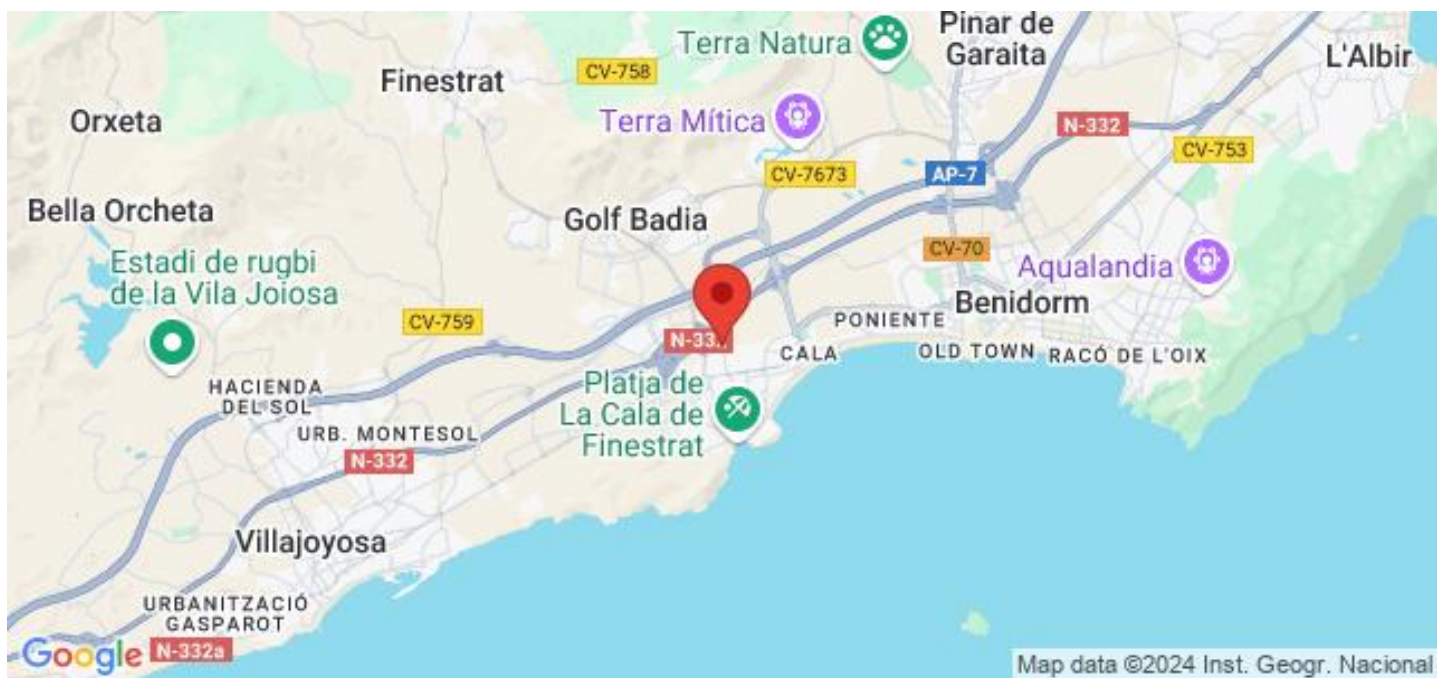 Terra Natura
Pinar de
Garaita
L'Albir
Finestrat
CV-758
Orxeta
Terra Mítica
N-332
CV-753
CV-7673
AP-7
Bella Orcheta
Golf Badia
CV-70
Estadi de rugbi
de la Vila Joiosa
Aqualandia
Benidorm
CV-759
PONIENTE
N-33
CALA
OLD TOWN
RACÓ DE L'OIX
HACIENDA
DEL SOL
Platja de
La Cala de
Finestrat
URB. MONTESOL
N-332
Villajoyosa
URBANITZACIÓ
GASPAROT
Google
N-332a
Map data ©2024 Inst. Geogr. Nacional